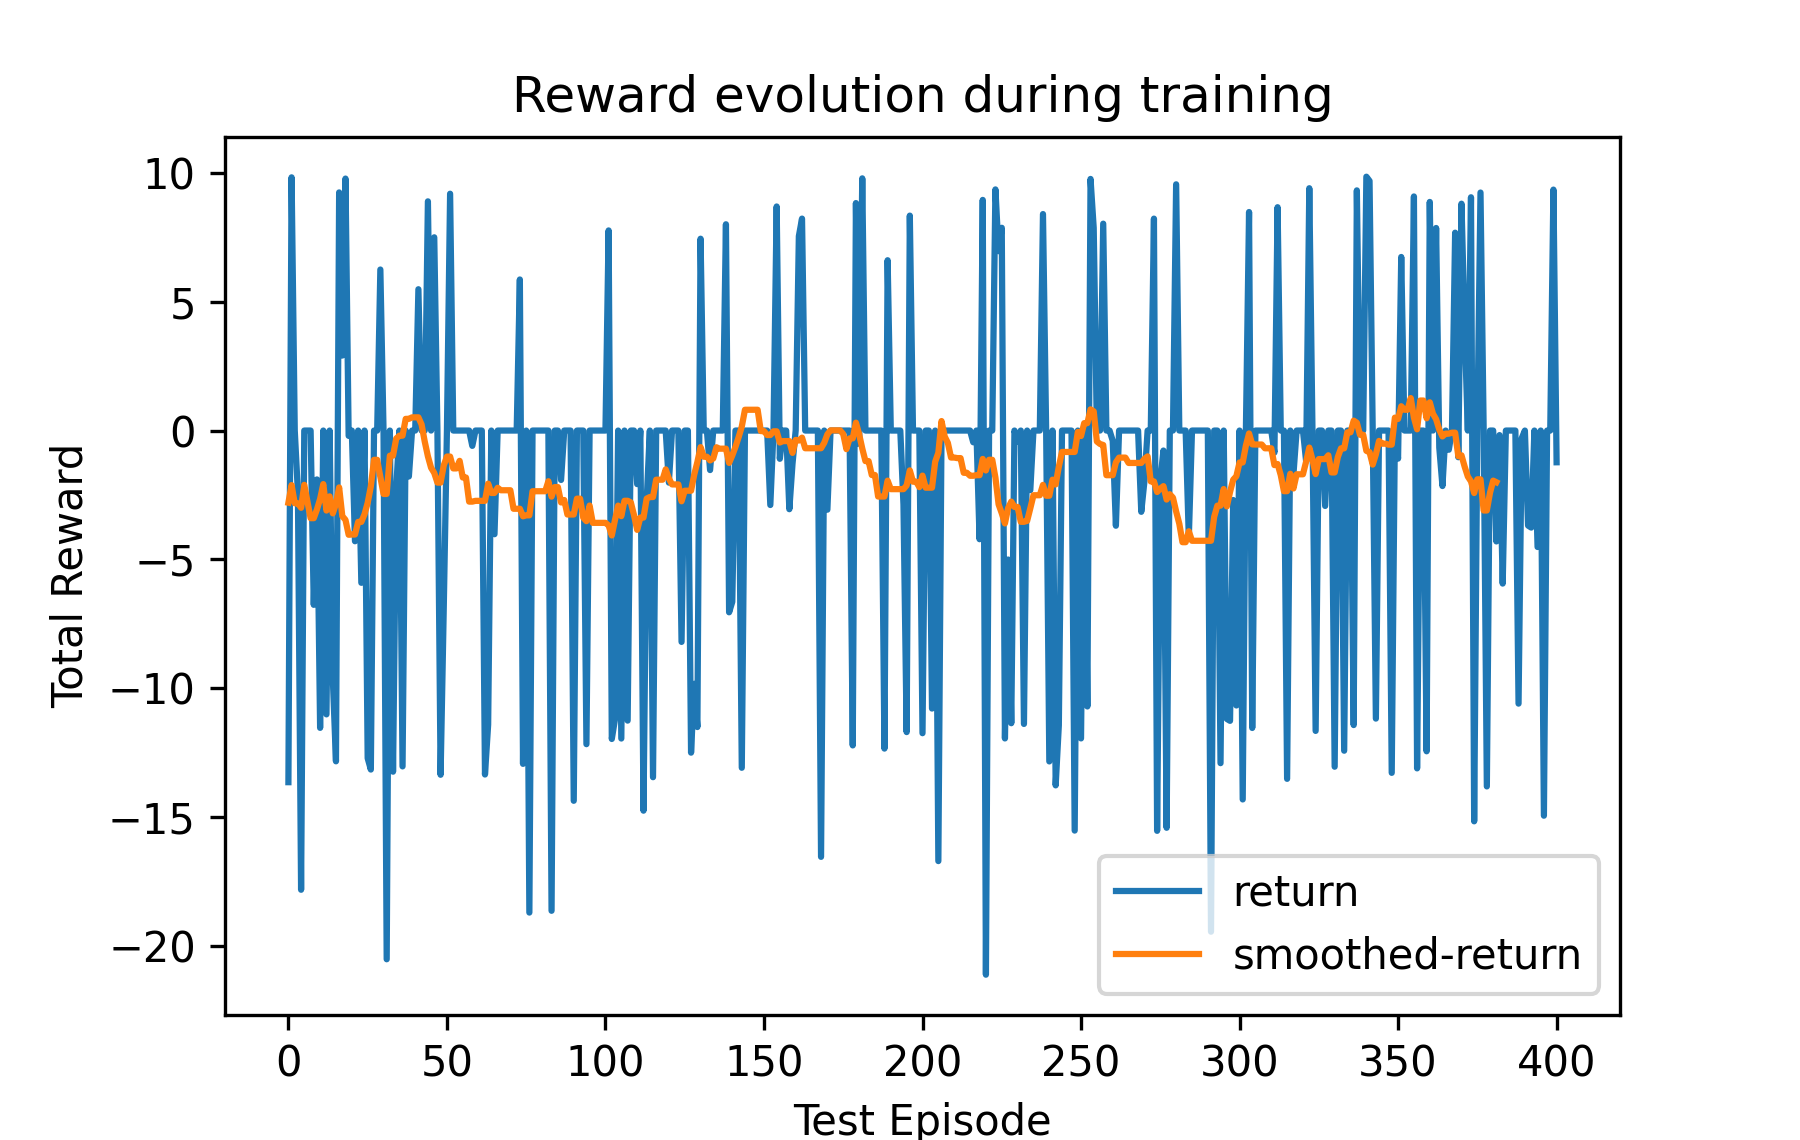 Reward evolution during training
Total Reward
10
5
0
−5
−10
−15
−20
return
smoothed-return
0 50 100 150 200 250 300 350 400
Test Episode